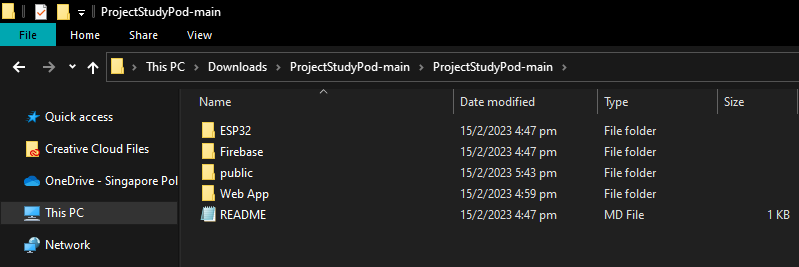 ProjectStudyPod-main
File Home Share View
This PC Downloads ProjectStudyPod-main ProjectStudyPod-main
Name Date modified Type Size
Quick access
Creative Cloud Files
OneDrive - Singapore Pol
This PC
Network
ESP32 15/2/2023 4:47 pm File folder
Firebase 15/2/2023 4:47 pm File folder
public 15/2/2023 5:43 pm File folder
Web App 15/2/2023 4:59 pm File folder
README 15/2/2023 4:47 pm MD File 1 KB